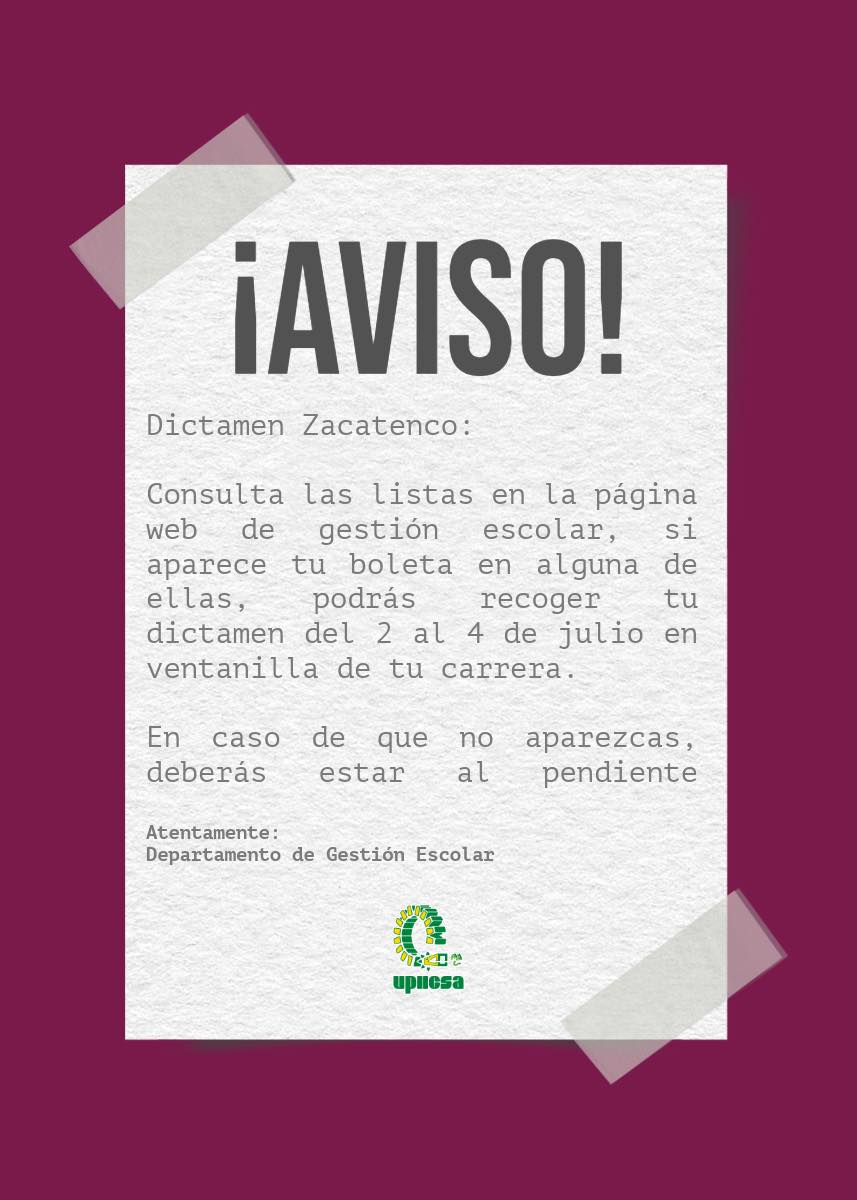 ¡AVISO!
Dictamen Zacatenco:
Consulta las listas en la página
web de gestión escolar, si
aparece tu boleta en alguna de
ellas, podrás recoger tu
dictamen del 2 al 4 de julio en
ventanilla de tu carrera.
En caso de que no aparezcas,
deberás estar al pendiente
Atentamente:
Departamento de Gestión Escolar
upiicsa